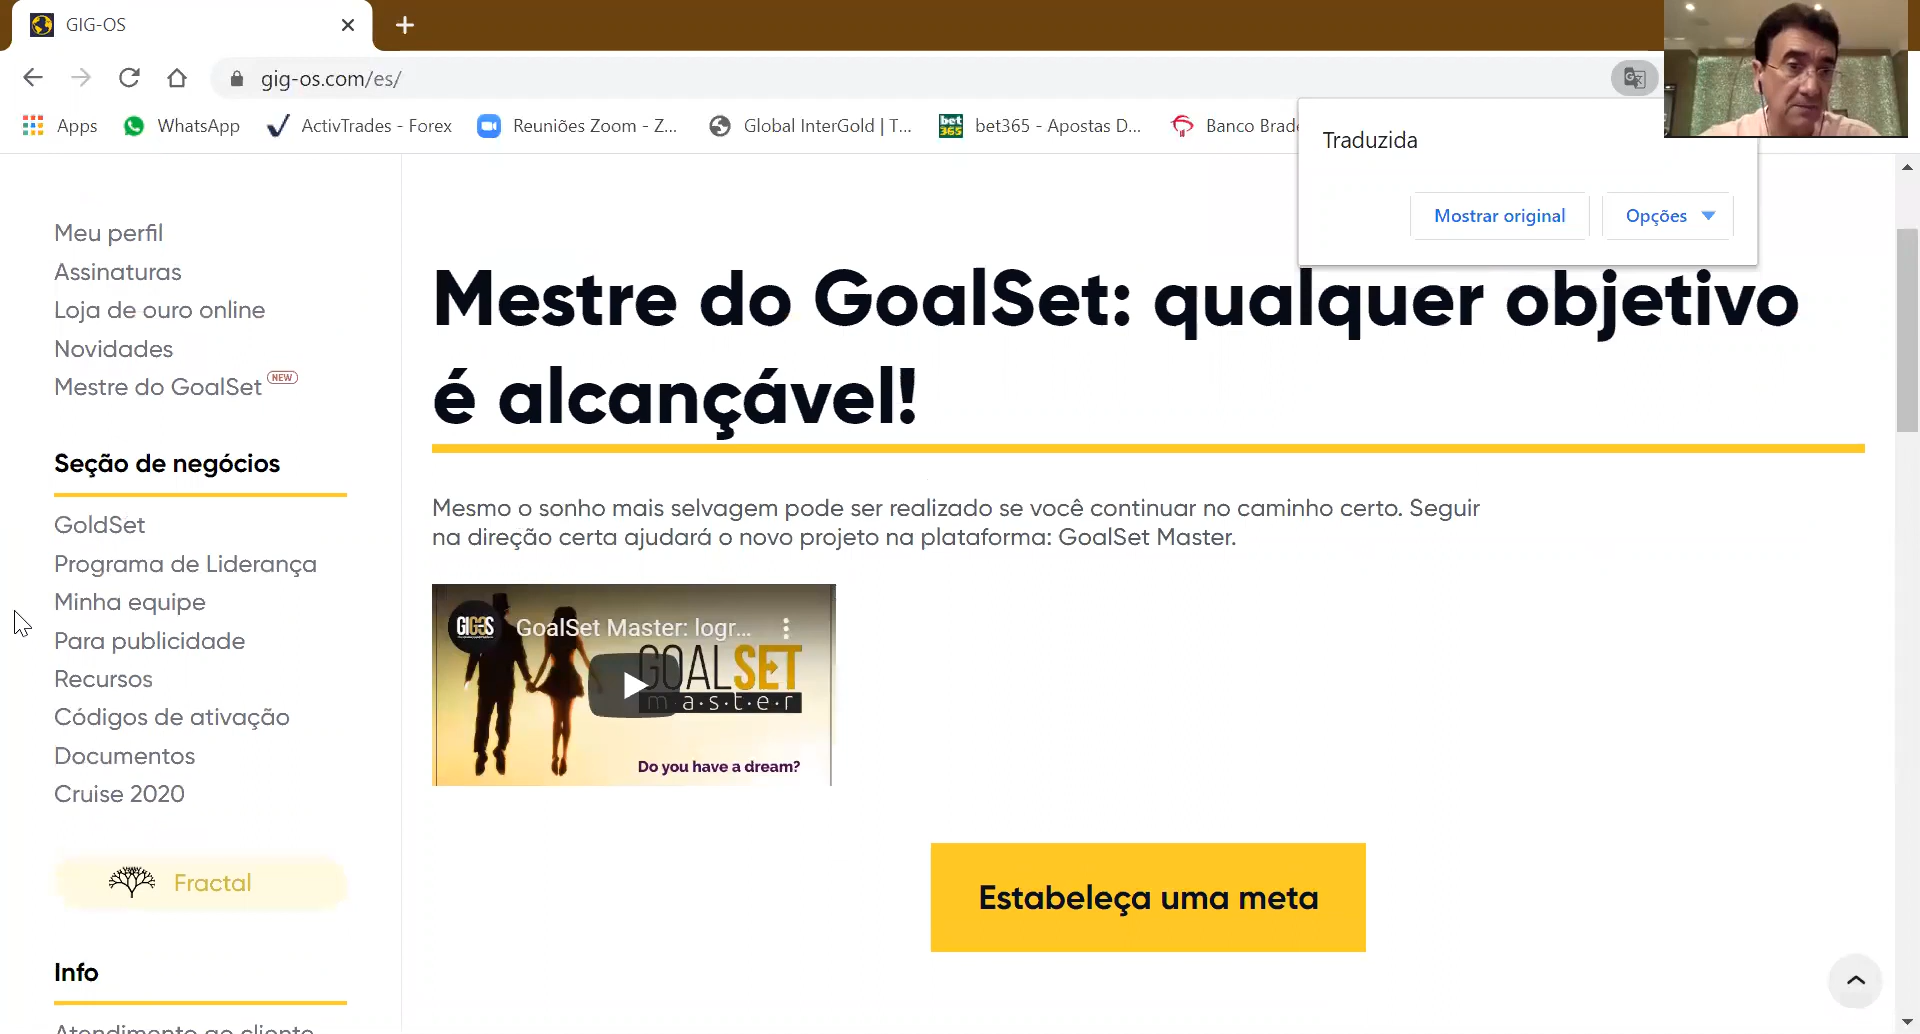 GIG-OS
gig-os.com/es/
Apps
WhatsApp
ActivTrades - Forex
Reuniões Zoom - Z...
Global InterGold | T...
bet365
bet365 - Apostas D...
Banco Brad
Traduzida
Mostrar original
Opções
Meu perfil
Assinaturas
Loja de ouro online
Novidades
Mestre do GoalSet NEW
Seção de negócios
GoldSet
Programa de Liderança
Minha equipe
Para publicidade
Recursos
Códigos de ativação
Documentos
Cruise 2020
Fractal
Info
Atendimento ao cliente
Mestre do GoalSet: qualquer objetivo
é alcançável!
Mesmo o sonho mais selvagem pode ser realizado se você continuar no caminho certo. Seguir
na direção certa ajudará o novo projeto na plataforma: GoalSet Master.
GIGOS
GoalSet Master: logr...
GOALSET
m·a·s·t·e·r
Do you have a dream?
Estabeleça uma meta